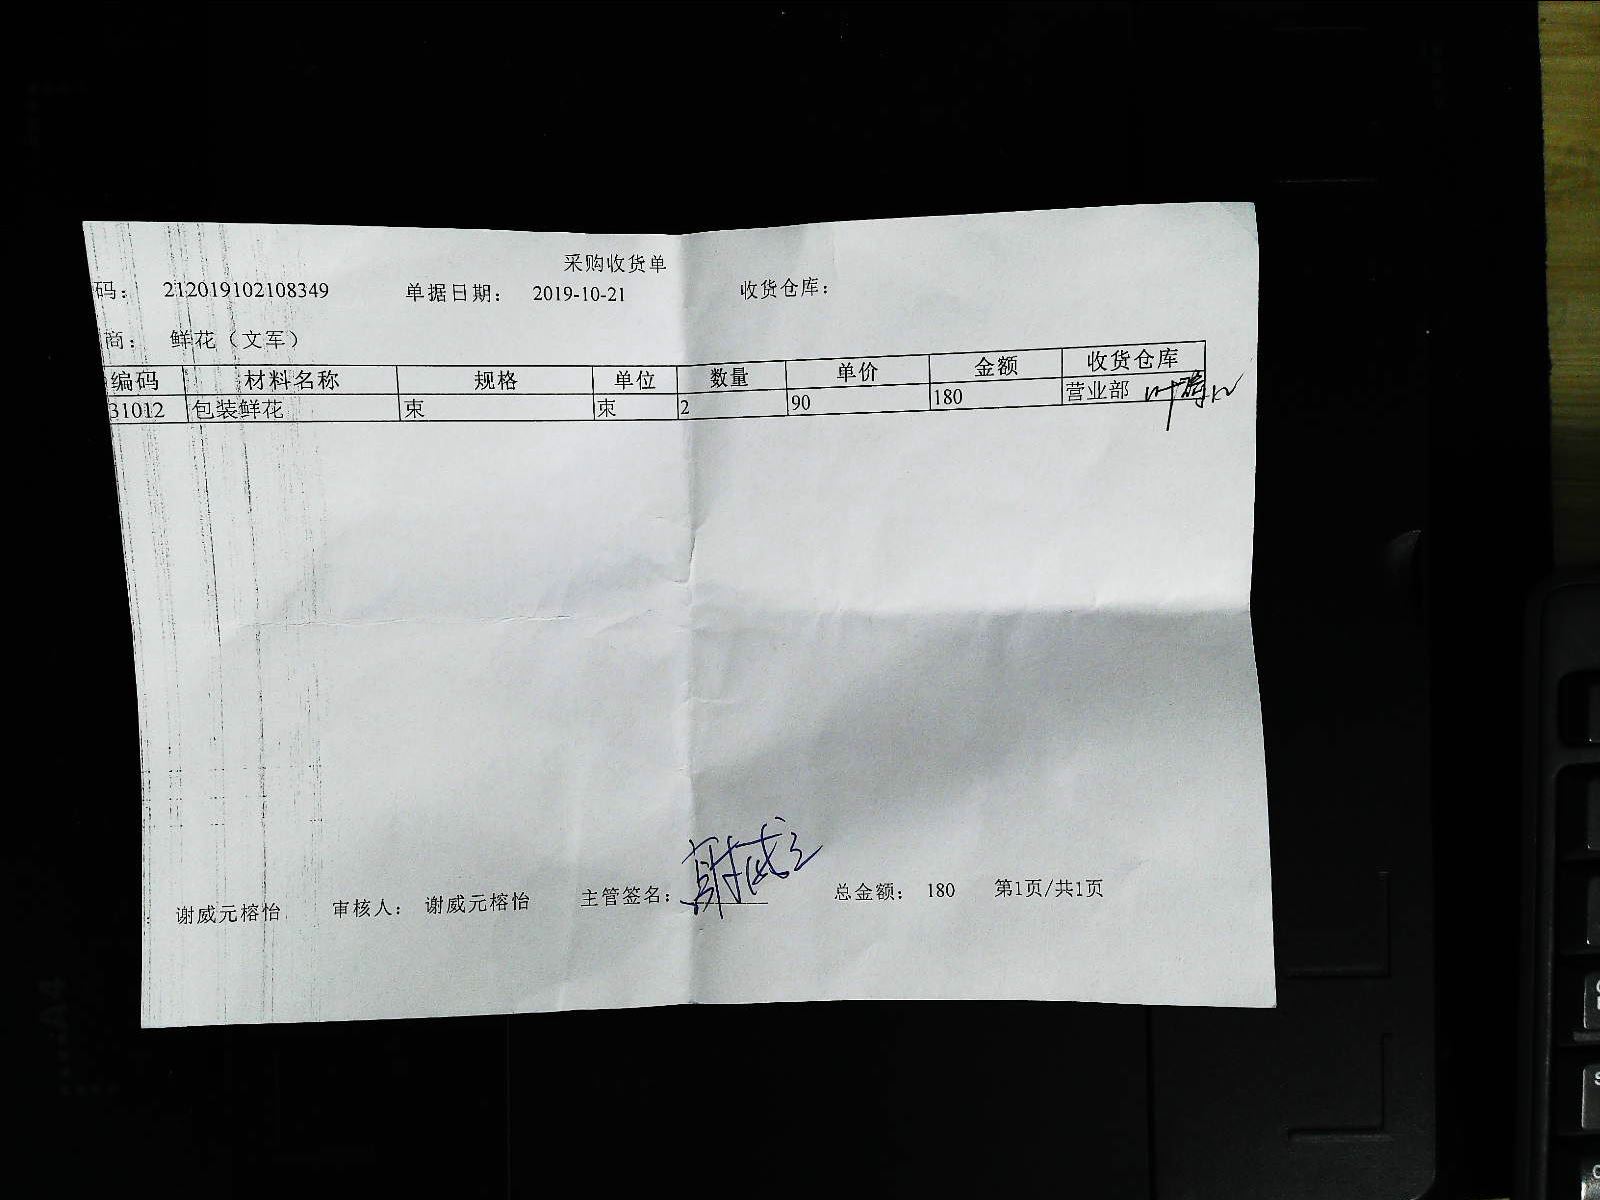 采购收货单
码： 212019102108349 单据日期： 2019-10-21 收货仓库：
商： 鲜花（文军）
编码 材料名称 规格 单位 数量 单价 金额 收货仓库
31012 包装鲜花 束 束 2 90 180 营业部
谢威元榕怡 审核人： 谢威元榕怡 主管签名： 总金额： 180 第1页/共1页